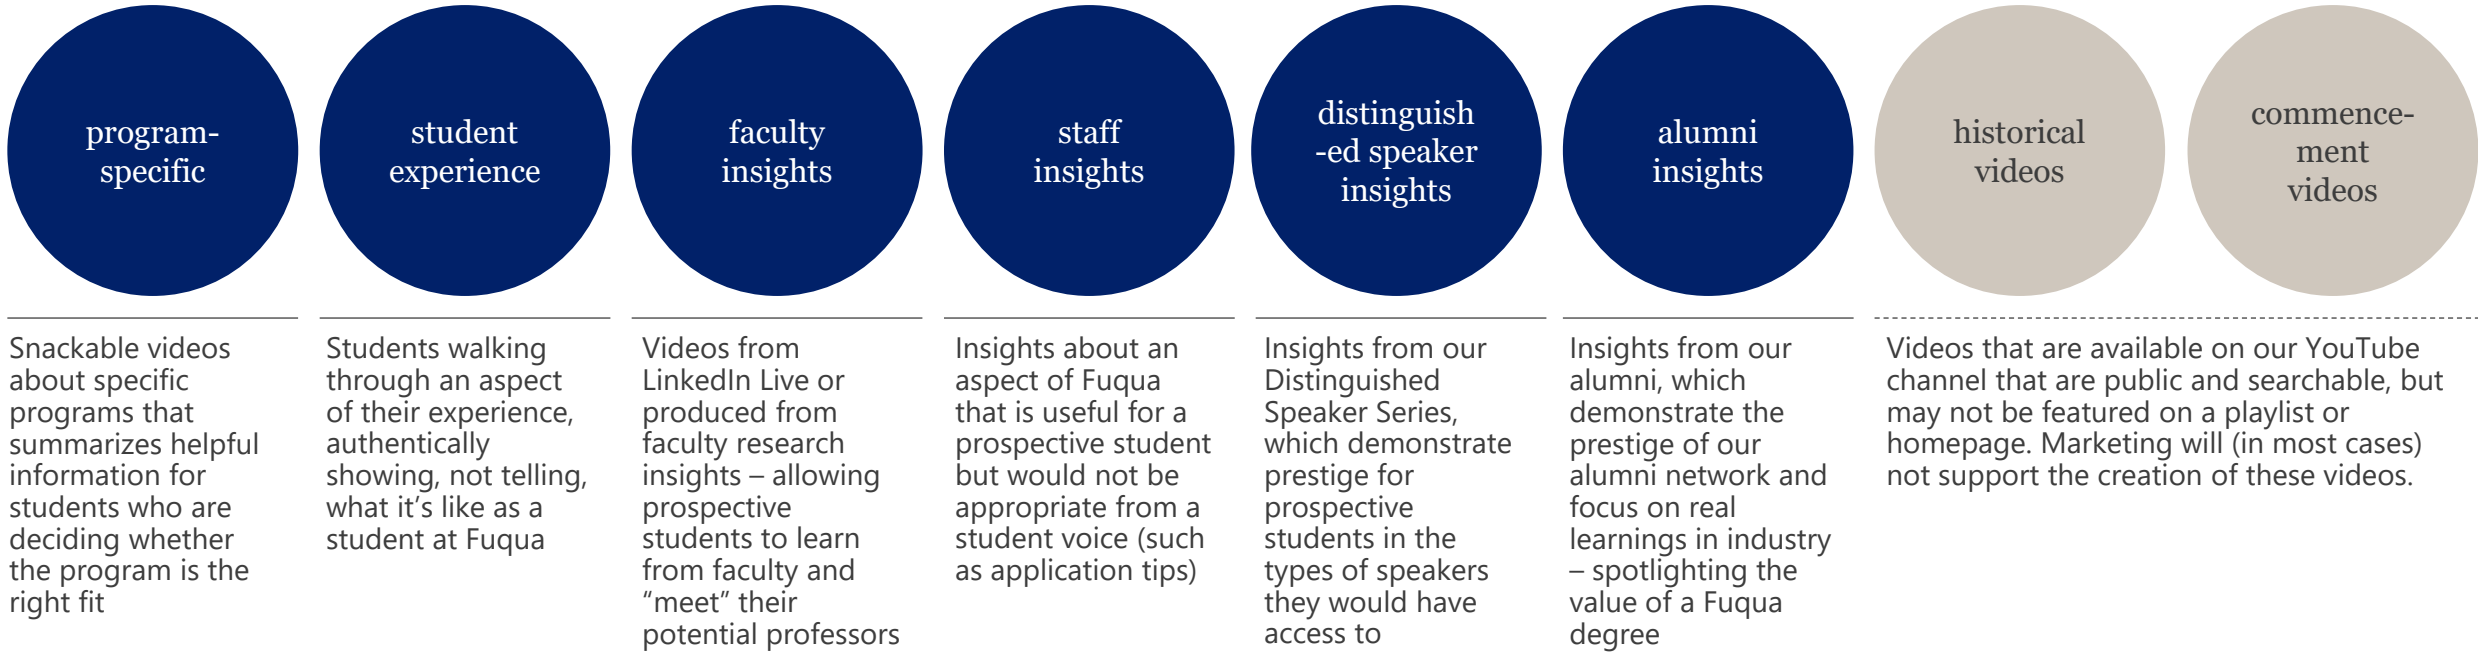 program-
specific
student
experience
faculty
insights
staff
insights
distinguish
-ed speaker
insights
alumni
insights
historical
videos
commence-
ment
videos
Snackable videos
about specific
programs that
summarizes helpful
information for
students who are
deciding whether
the program is the
right fit
Students walking
through an aspect
of their experience,
authentically
showing, not telling,
what it’s like as a
student at Fuqua
Videos from
LinkedIn Live or
produced from
faculty research
insights – allowing
prospective
students to learn
from faculty and
“meet” their
potential professors
Insights about an
aspect of Fuqua
that is useful for a
prospective student
but would not be
appropriate from a
student voice (such
as application tips)
Insights from our
Distinguished
Speaker Series,
which demonstrate
prestige for
prospective
students in the
types of speakers
they would have
access to
Insights from our
alumni, which
demonstrate the
prestige of our
alumni network and
focus on real
learnings in industry
– spotlighting the
value of a Fuqua
degree
Videos that are available on our YouTube
channel that are public and searchable, but
may not be featured on a playlist or
homepage. Marketing will (in most cases)
not support the creation of these videos.